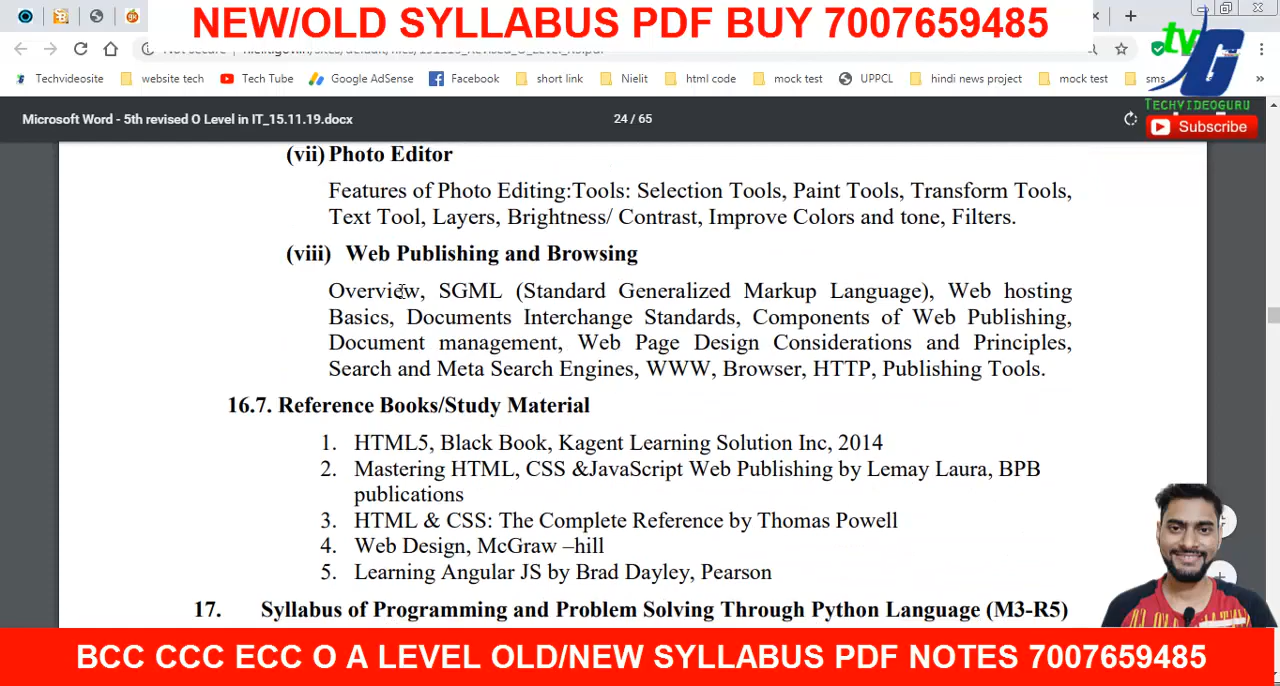 NEW/OLD SYLLABUS PDF BUY 7007659485
Techvideosite website tech Tech Tube Google AdSense Facebook short link Nielit html code mock test UPPCL hindi news project mock test sms
tv G
TECHVIDEOGURU
Subscribe
Microsoft Word - 5th revised O Level in IT_15.11.19.docx 24 / 65
(vii) Photo Editor
Features of Photo Editing:Tools: Selection Tools, Paint Tools, Transform Tools,
Text Tool, Layers, Brightness/ Contrast, Improve Colors and tone, Filters.
(viii) Web Publishing and Browsing
Overview, SGML (Standard Generalized Markup Language), Web hosting
Basics, Documents Interchange Standards, Components of Web Publishing,
Document management, Web Page Design Considerations and Principles,
Search and Meta Search Engines, WWW, Browser, HTTP, Publishing Tools.
16.7. Reference Books/Study Material
1. HTML5, Black Book, Kagent Learning Solution Inc, 2014
2. Mastering HTML, CSS &JavaScript Web Publishing by Lemay Laura, BPB
publications
3. HTML & CSS: The Complete Reference by Thomas Powell
4. Web Design, McGraw –hill
5. Learning Angular JS by Brad Dayley, Pearson
17. Syllabus of Programming and Problem Solving Through Python Language (M3-R5)
BCC CCC ECC O A LEVEL OLD/NEW SYLLABUS PDF NOTES 7007659485